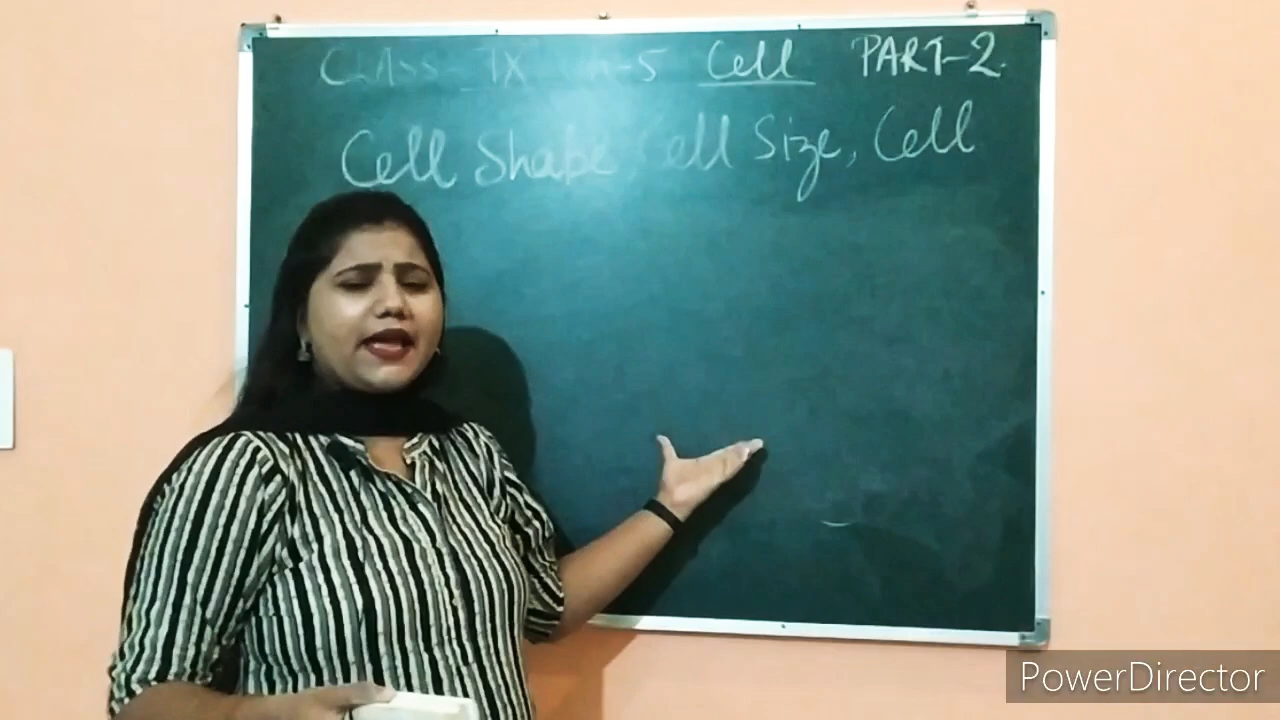 CLASS-IX Ch-5 Cell PART-2.
Cell Shape, Cell Size, Cell
PowerDirector